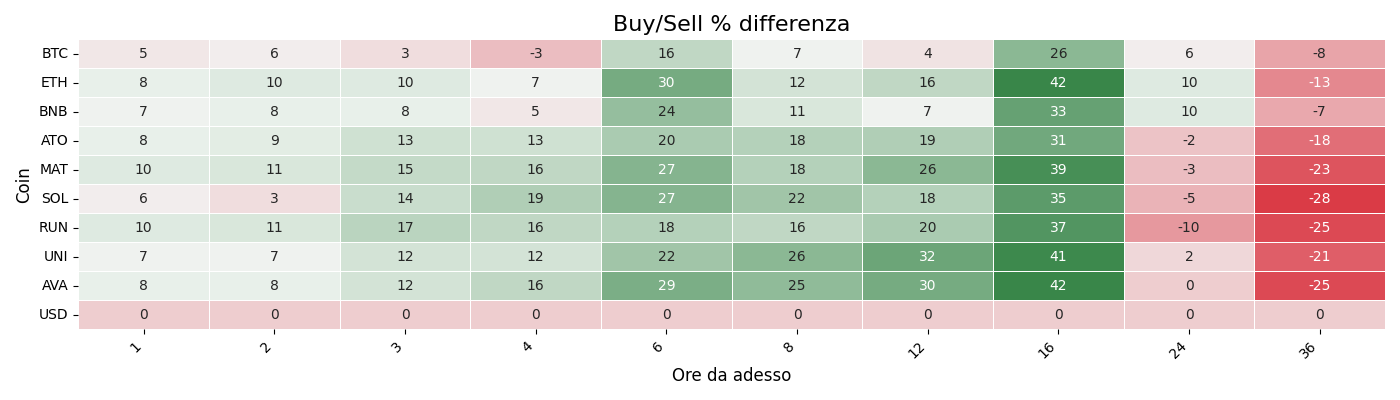 Buy/Sell % differenza
BTC 5 6 3 -3 16 7 4 26 6 -8
ETH 8 10 10 7 30 12 16 42 10 -13
BNB 7 8 8 5 24 11 7 33 10 -7
ATO 8 9 13 13 20 18 19 31 -2 -18
MAT 10 11 15 16 27 18 26 39 -3 -23
SOL 6 3 14 19 27 22 18 35 -5 -28
RUN 10 11 17 16 18 16 20 37 -10 -25
UNI 7 7 12 12 22 26 32 41 2 -21
AVA 8 8 12 16 29 25 30 42 0 -25
USD 0 0 0 0 0 0 0 0 0 0
1 2 3 4 6 8 12 16 24 36
Ore da adesso
Coin